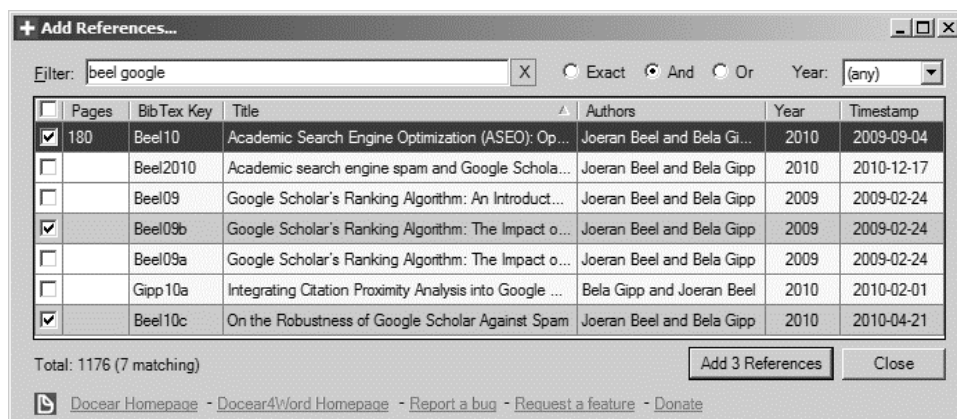 Add References...
Filter: beel google X Exact And Or Year: (any)
Pages BibTex Key Title Authors Year Timestamp
180 Beel10 Academic Search Engine Optimization (ASEO): Op... Joeran Beel and Bela Gi... 2010 2009-09-04
Beel2010 Academic search engine spam and Google Schola... Joeran Beel and Bela Gipp 2010 2010-12-17
Beel09 Google Scholar's Ranking Algorithm: An Introduct... Joeran Beel and Bela Gipp 2009 2009-02-24
Beel09b Google Scholar's Ranking Algorithm: The Impact o... Joeran Beel and Bela Gipp 2009 2009-02-24
Beel09a Google Scholar's Ranking Algorithm: The Impact o... Joeran Beel and Bela Gipp 2009 2009-02-24
Gipp10a Integrating Citation Proximity Analysis into Google ... Bela Gipp and Joeran Beel 2010 2010-02-01
Beel10c On the Robustness of Google Scholar Against Spam Joeran Beel and Bela Gipp 2010 2010-04-21
Total: 1176 (7 matching) Add 3 References Close
Docear Homepage - Docear4Word Homepage - Report a bug - Request a feature - Donate